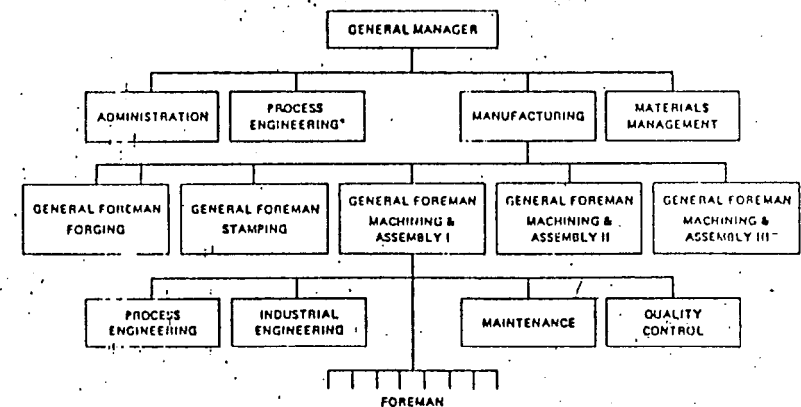 GENERAL MANAGER
ADMINISTRATION
PROCESS
ENGINEERING*
MANUFACTURING
MATERIALS
MANAGEMENT
GENERAL FOREMAN
FORGING
GENERAL FOREMAN
STAMPING
GENERAL FOREMAN
MACHINING &
ASSEMBLY I
GENERAL FOREMAN
MACHINING &
ASSEMBLY II
GENERAL FOREMAN
MACHINING &
ASSEMBLY III
PROCESS
ENGINEERING
INDUSTRIAL
ENGINEERING
MAINTENANCE
QUALITY
CONTROL
FOREMAN